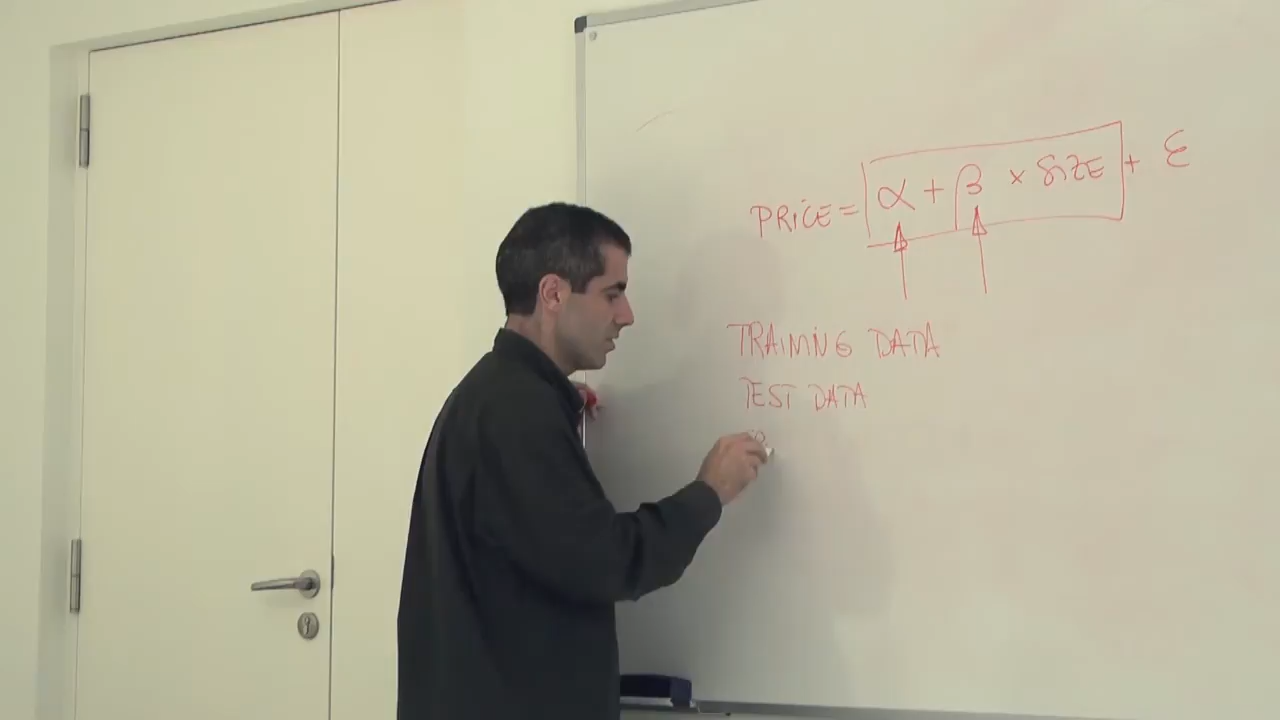 PRICE = α + β × SIZE + ε
TRAINING DATA
TEST DATA